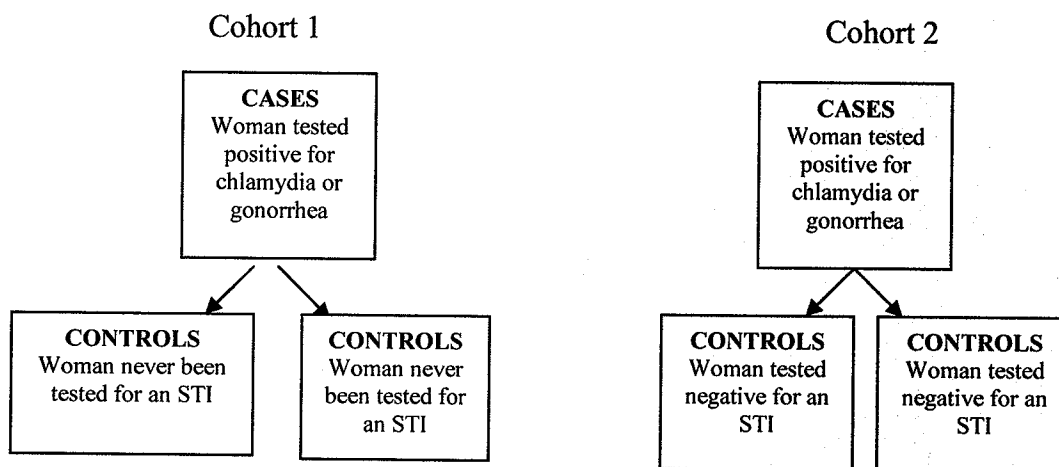 Cohort 1
CASES
Woman tested
positive for
chlamydia or
gonorrhea
CONTROLS
Woman never been
tested for an STI
CONTROLS
Woman never
been tested for
an STI
Cohort 2
CASES
Woman tested
positive for
chlamydia or
gonorrhea
CONTROLS
Woman tested
negative for an
STI
CONTROLS
Woman tested
negative for an
STI